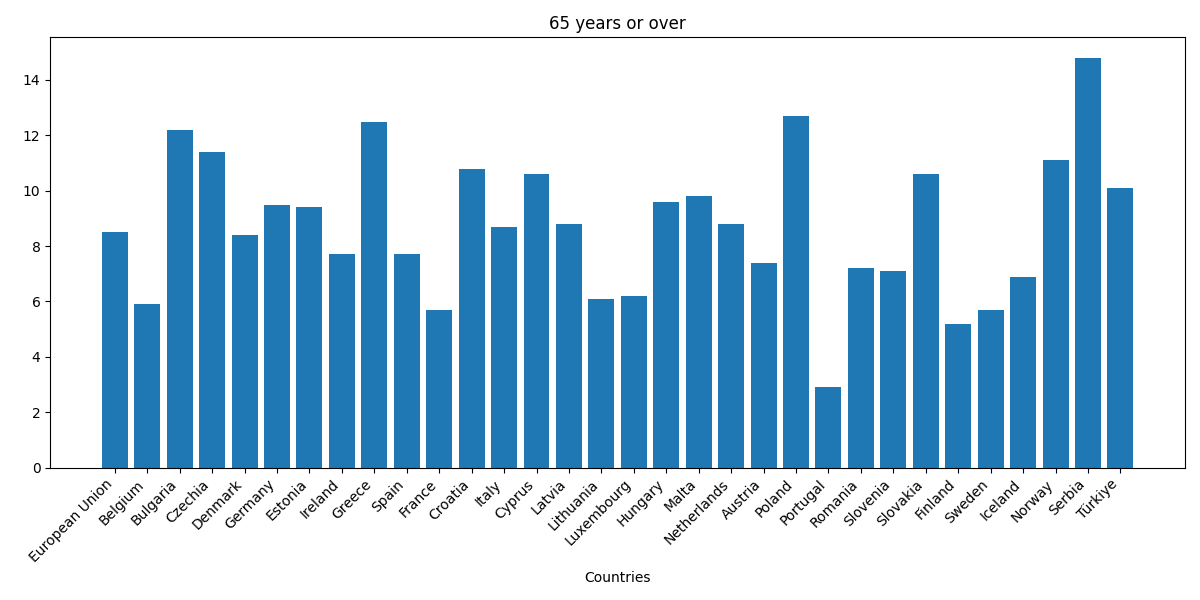 65 years or over
14
12
10
8
6
4
2
0
European Union
Belgium
Bulgaria
Czechia
Denmark
Germany
Estonia
Ireland
Greece
Spain
France
Croatia
Italy
Cyprus
Latvia
Lithuania
Luxembourg
Hungary
Malta
Netherlands
Austria
Poland
Portugal
Romania
Slovenia
Slovakia
Finland
Sweden
Iceland
Norway
Serbia
Türkiye
Countries